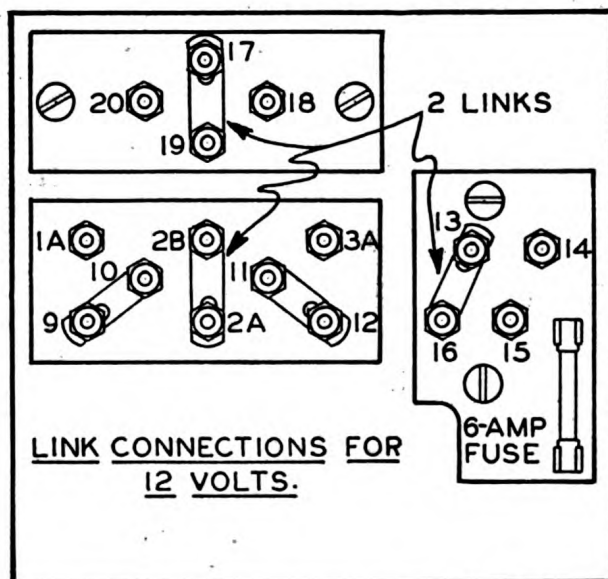 17
20
18
19
2 LINKS
1A
2B
3A
10
11
9
2A
12
13
14
16
15
6-AMP
FUSE
LINK CONNECTIONS FOR
12 VOLTS.